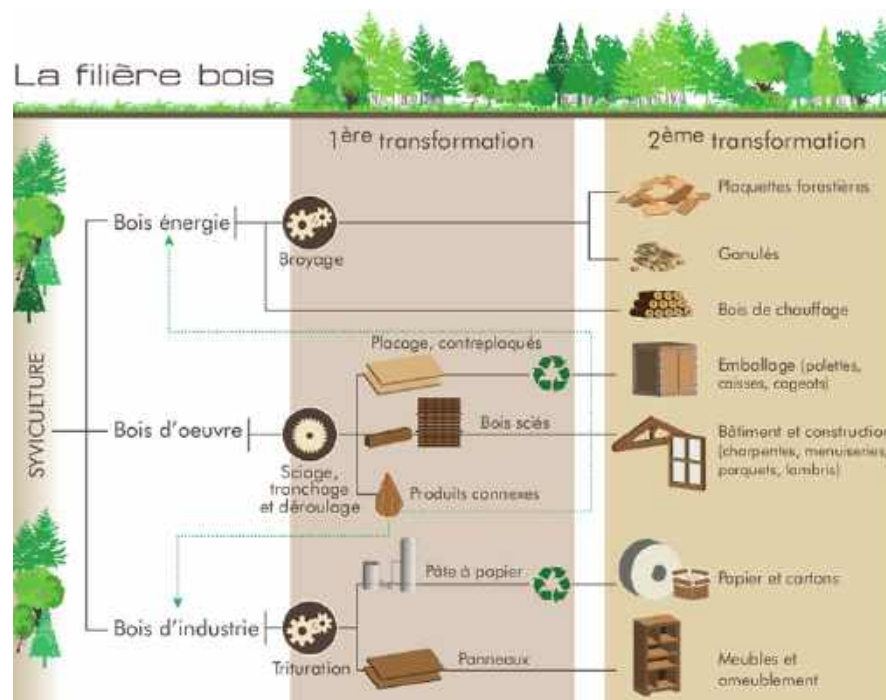 La filière bois
1ère transformation
2ème transformation
SYVICULTURE
Bois énergie
Broyage
Plaquettes forestières
Ganulés
Bois de chauffage
Placage, contreplaqués
Emballage (palettes,
caisses, cageots)
Bois d'oeuvre
Sciage,
tranchage
et déroulage
Bois sciés
Bâtiment et construction
(charpentes, menuiseries,
parquets, lambris)
Produits connexes
Bois d'industrie
Trituration
Pâte à papier
Papier et cartons
Panneaux
Meubles et
ameublement